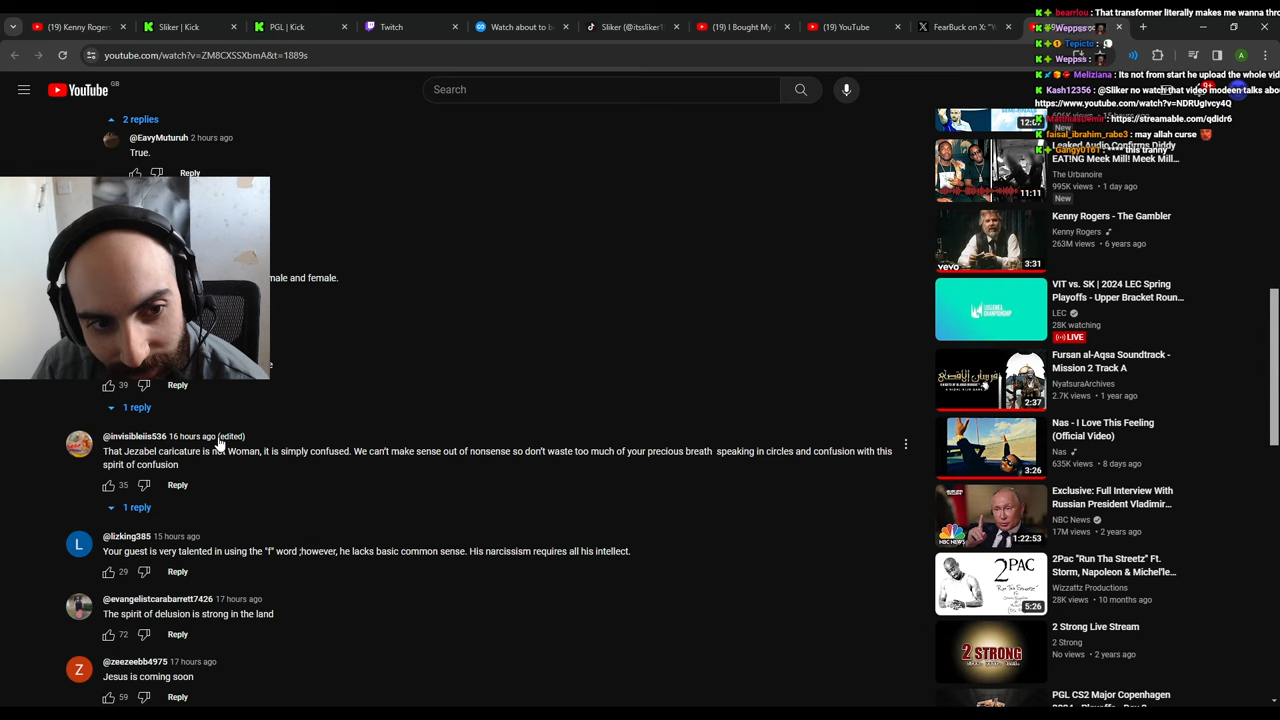 (19) Kenny Roger
Sliker | Kick
PGL | Kick
Twitch
Watch about to b
Sliker (@itssliker1
(19) I Bought My
(19) YouTube
FearBuck on X: "
youtube.com/watch?v=ZM8CXSSXbmA&t=1889s
YouTube GB
Search
bearrlou : That transformer literally makes me wanna thro
Weppss :
Tepicto :
Weppss :
Meliziana : Its not from start he upload the whole vid
Kash12356 : @Sliker no watch that video modeen talks abou
https://www.youtube.com/watch?v=NDRUgIvcy4Q
: https://streamable.com/qdidr6
faisal_ibrahim_rabe3 : may allah curse
Gangy0161 : **** this tranny
2 replies
@EavyMuturuh 2 hours ago
True.
Reply
male and female.
39
Reply
1 reply
@invisibleiis536 16 hours ago (edited)
That Jezabel caricature is not Woman, it is simply confused. We can't make sense out of nonsense so don't waste too much of your precious breath speaking in circles and confusion with this
spirit of confusion
35
Reply
1 reply
@lizking385 15 hours ago
L
Your guest is very talented in using the "f" word ;however, he lacks basic common sense. His narcissism requires all his intellect.
29
Reply
@evangelistcarabarrett7426 17 hours ago
The spirit of delusion is strong in the land
72
Reply
@zeezeebb4975 17 hours ago
Z
Jesus is coming soon
59
Reply
New
Leaked Audio Confirms Diddy
EAT!NG Meek Mill! Meek Mill...
The Urbanoire
995K views • 1 day ago
New
11:11
Kenny Rogers - The Gambler
Kenny Rogers
263M views • 6 years ago
vevo
3:31
VIT vs. SK | 2024 LEC Spring
Playoffs - Upper Bracket Roun...
LEC
28K watching
LIVE
Fursan al-Aqsa Soundtrack -
Mission 2 Track A
NyatsuraArchives
2.7K views • 1 year ago
2:37
Nas - I Love This Feeling
(Official Video)
Nas
635K views • 8 days ago
3:26
Exclusive: Full Interview With
Russian President Vladimir...
NBC News
17M views • 2 years ago
NBC NEWS
1:22:53
2Pac "Run Tha Streetz" Ft.
Storm, Napoleon & Michel'le...
Wizzattz Productions
28K views • 10 months ago
5:26
2 Strong Live Stream
2 Strong
No views • 2 years ago
2 STRONG
PGL CS2 Major Copenhagen